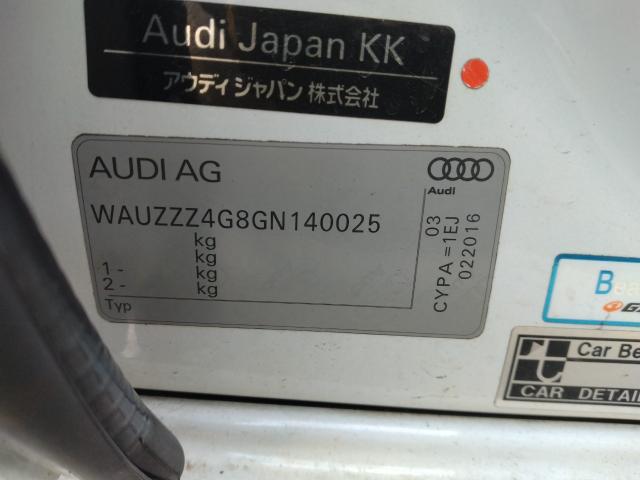 Audi Japan KK
アウディ ジャパン 株式会社
AUDI AG
Audi
WAUZZZ4G8GN140025
kg
kg
1 - kg
2 - kg
Typ
03
CYPA =1EJ
022016
Car Be
CAR DETAIL